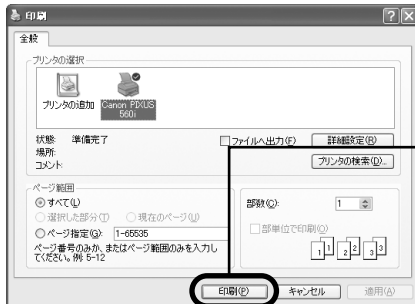 印刷
全般
プリンタの選択
プリンタの追加
Canon PIXUS
560i
状態: 準備完了
場所:
コメント:
ファイルへ出力(F)
詳細設定(R)
プリンタの検索(D)...
ページ範囲
すべて(L)
選択した部分(T)
現在のページ(U)
ページ指定(G): 1-65535
ページ番号のみか、またはページ範囲のみを入力し
てください。例: 5-12
部数(C): 1
部単位で印刷(O)
1 1 2 2 3 3
印刷(P)
キャンセル
適用(A)